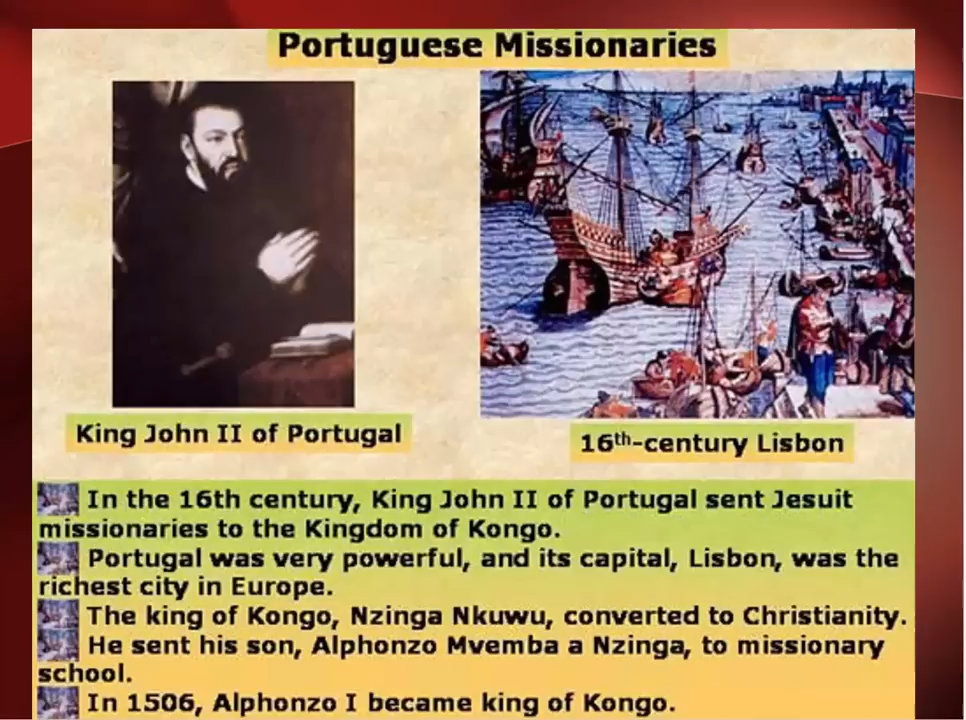 Portuguese Missionaries
King John II of Portugal
16th-century Lisbon
In the 16th century, King John II of Portugal sent Jesuit
missionaries to the Kingdom of Kongo.
Portugal was very powerful, and its capital, Lisbon, was the
richest city in Europe.
The king of Kongo, Nzinga Nkuwu, converted to Christianity.
He sent his son, Alphonzo Mvemba a Nzinga, to missionary
school.
In 1506, Alphonzo I became king of Kongo.